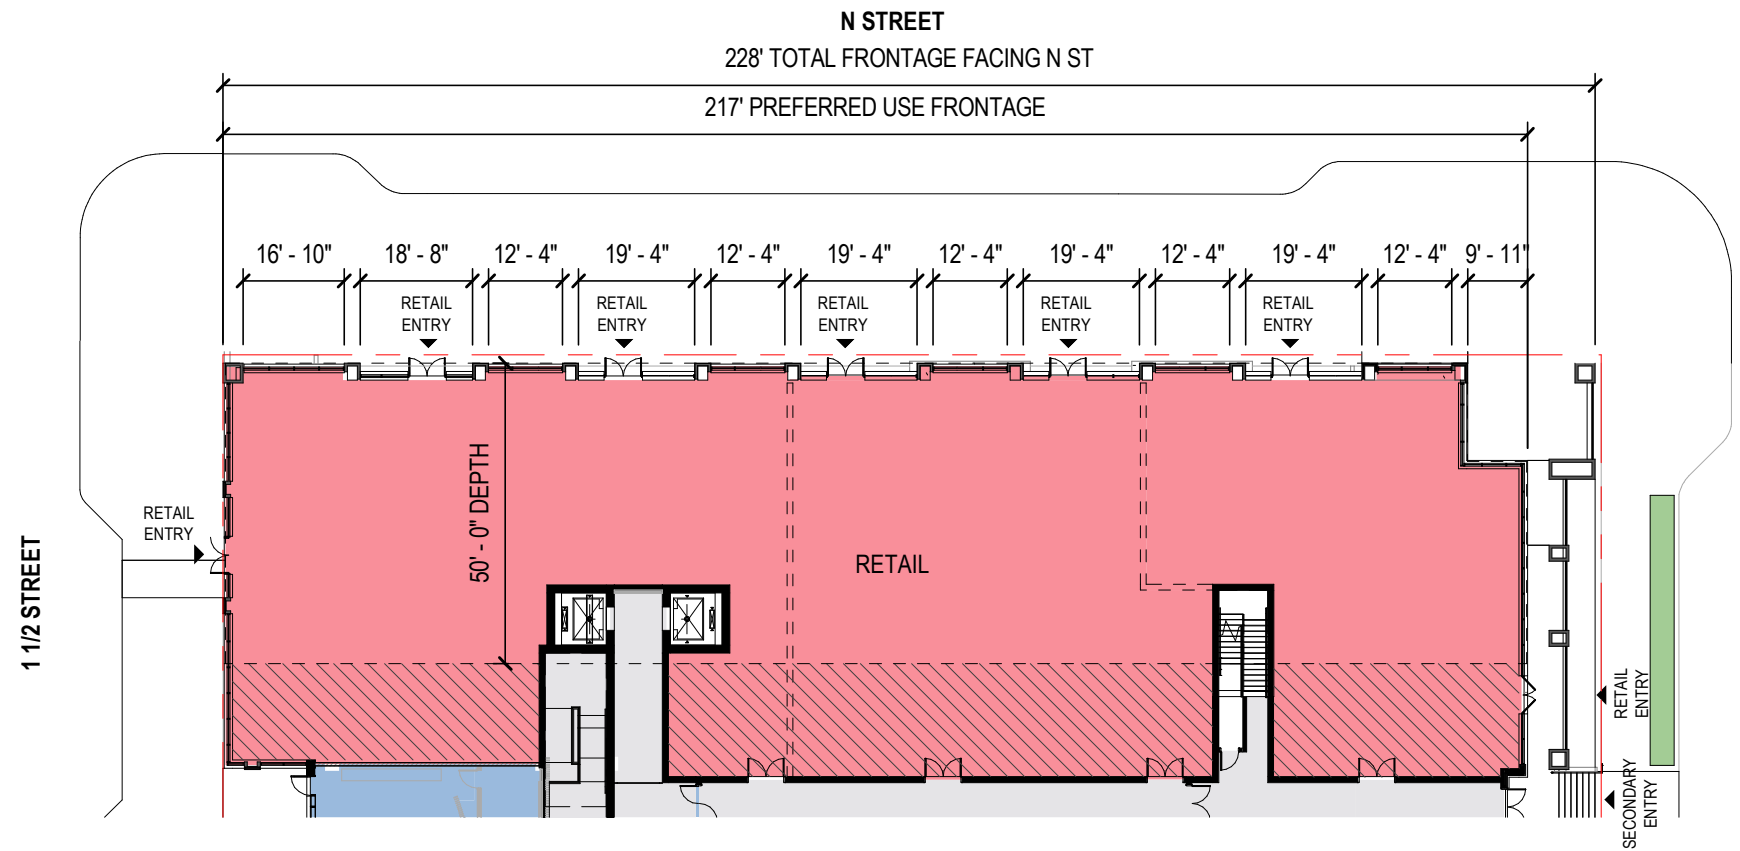 N STREET
228' TOTAL FRONTAGE FACING N ST
217' PREFERRED USE FRONTAGE
16' - 10" 18' - 8" 12' - 4" 19' - 4" 12' - 4" 19' - 4" 12' - 4" 19' - 4" 12' - 4" 19' - 4" 12' - 4" 9' - 11"
RETAIL
ENTRY
RETAIL
ENTRY
RETAIL
ENTRY
RETAIL
ENTRY
RETAIL
ENTRY
50' - 0" DEPTH
RETAIL
ENTRY
RETAIL
1 1/2 STREET
RETAIL
ENTRY
SECONDARY
ENTRY